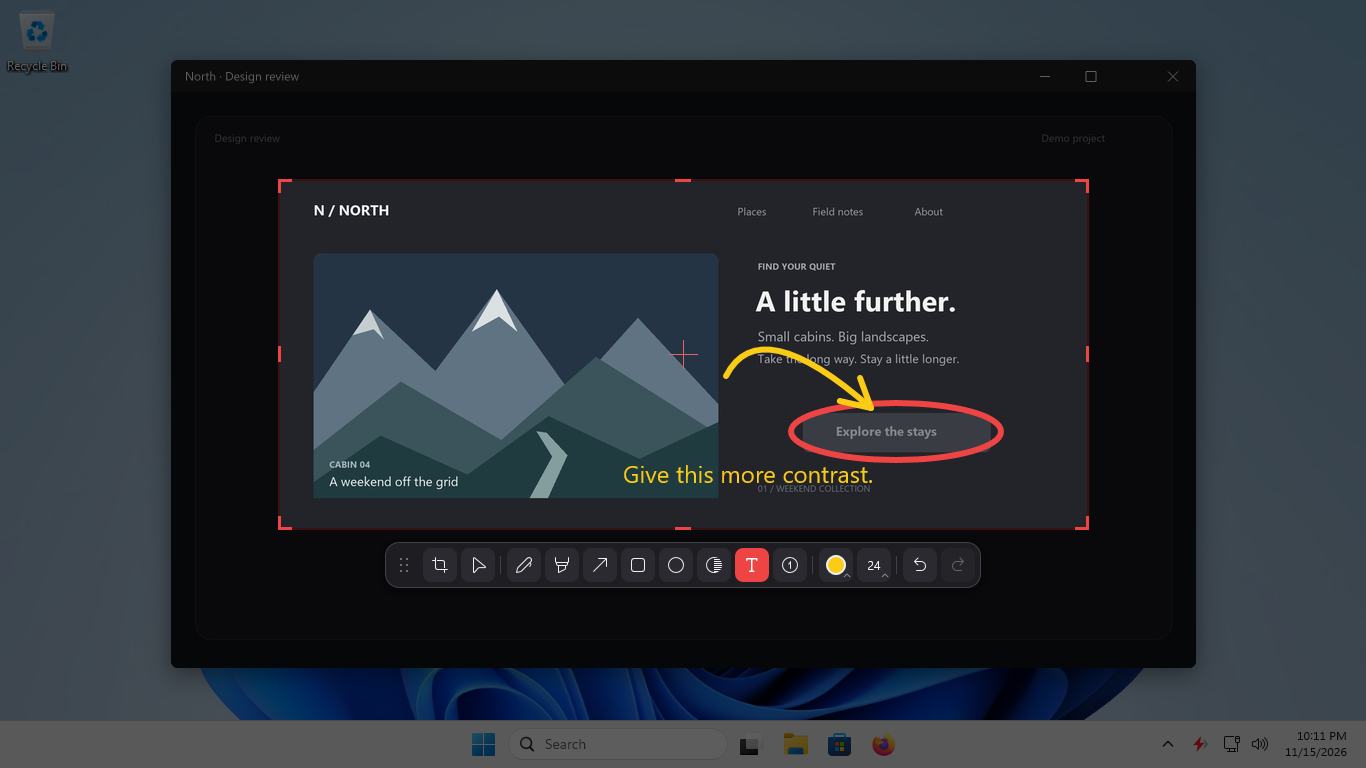 Recycle Bin
North · Design review
Design review
Demo project
N / NORTH
Places
Field notes
About
FIND YOUR QUIET
A little further.
Small cabins. Big landscapes.
Take the long way. Stay a little longer.
Explore the stays
CABIN 04
A weekend off the grid
Give this more contrast.
01 / WEEKEND COLLECTION
T
1
24
Search
10:11 PM
11/15/2026